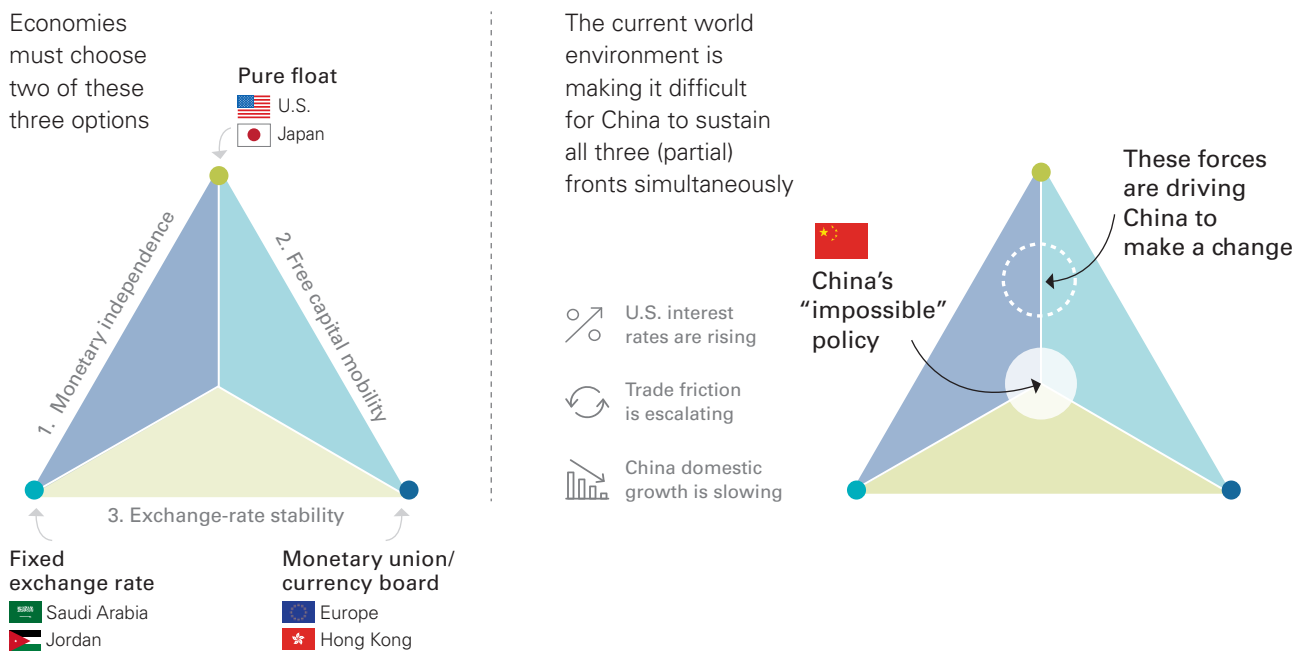 Economies
must choose
two of these
three options
Pure float
U.S.
Japan
1. Monetary independence
2. Free capital mobility
3. Exchange-rate stability
Fixed
exchange rate
Saudi Arabia
Jordan
Monetary union/
currency board
Europe
Hong Kong
The current world
environment is
making it difficult
for China to sustain
all three (partial)
fronts simultaneously
U.S. interest
rates are rising
Trade friction
is escalating
China domestic
growth is slowing
China’s
“impossible”
policy
These forces
are driving
China to
make a change